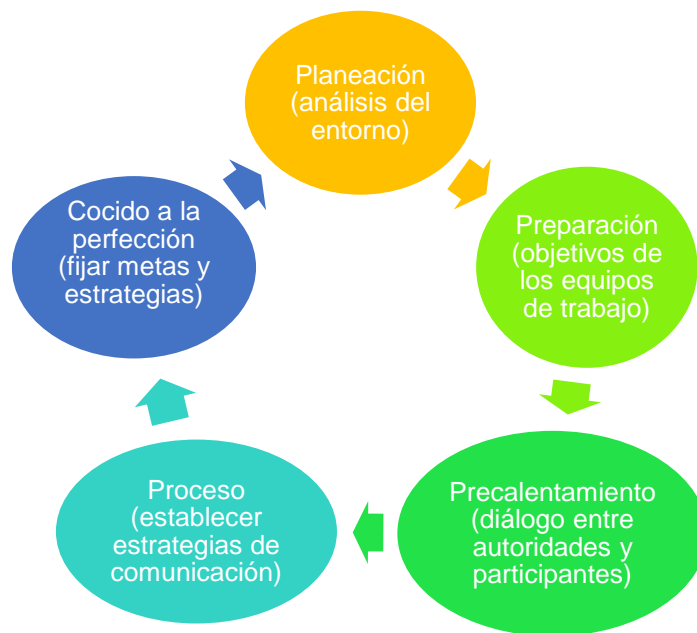 Planeación
(análisis del
entorno)
Preparación
(objetivos de
los equipos
de trabajo)
Precalentamiento
(diálogo entre
autoridades y
participantes)
Proceso
(establecer
estrategias de
comunicación)
Cocido a la
perfección
(fijar metas y
estrategias)